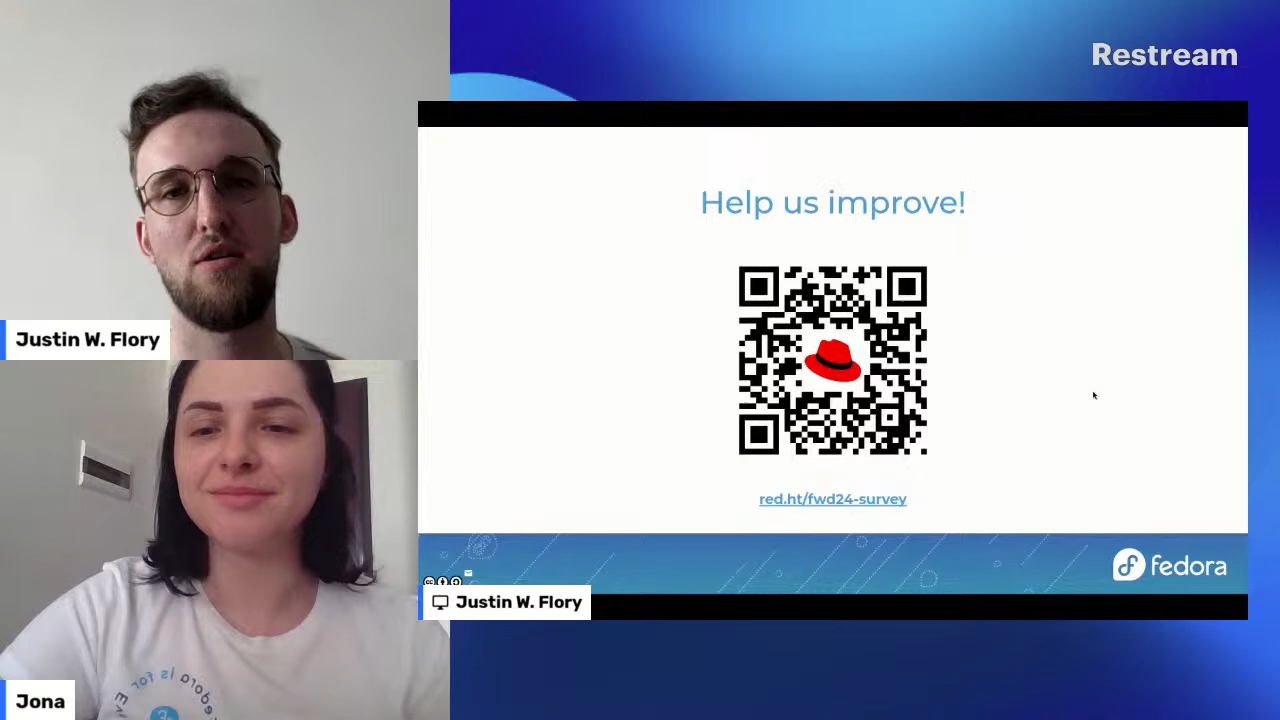 Restream
Help us improve!
red.ht/fwd24-survey
fedora
Justin W. Flory
Justin W. Flory
Jona